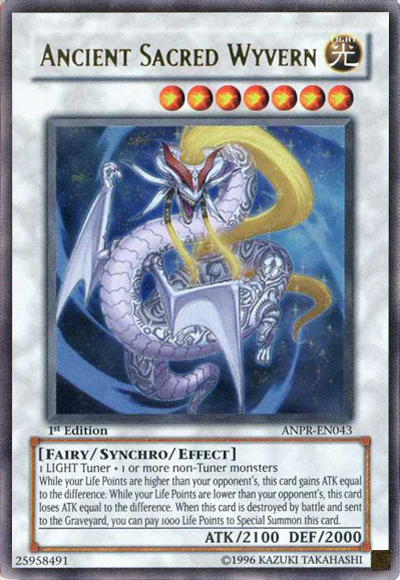 ANCIENT SACRED WYVERN
LIGHT
光
1st Edition
ANPR-EN043
[FAIRY/SYNCHRO/EFFECT]
1 LIGHT Tuner + 1 or more non-Tuner monsters
While your Life Points are higher than your opponent's, this card gains ATK equal
to the difference. While your Life Points are lower than your opponent's, this card
loses ATK equal to the difference. When this card is destroyed by battle and sent
to the Graveyard, you can pay 1000 Life Points to Special Summon this card.
ATK/2100 DEF/2000
25958491
©1996 KAZUKI TAKAHASHI